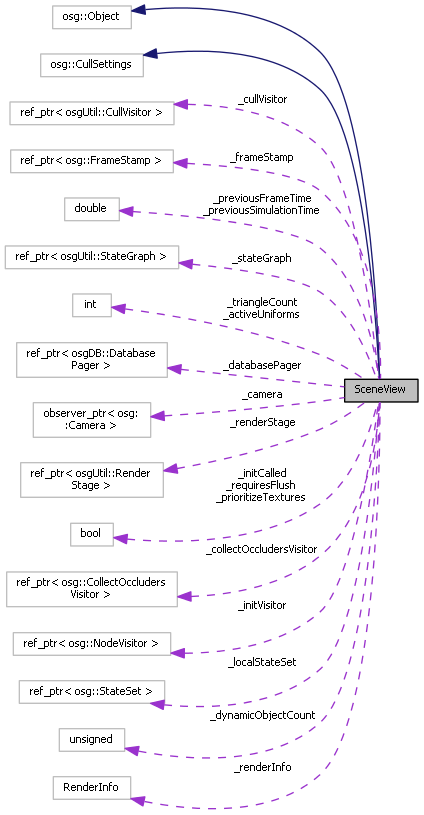 osg::Object
osg::CullSettings
_cullVisitor
ref_ptr< osgUtil::CullVisitor >
_frameStamp
ref_ptr< osg::FrameStamp >
_previousFrameTime
_previousSimulationTime
double
_stateGraph
ref_ptr< osgUtil::StateGraph >
_triangleCount
_activeUniforms
int
ref_ptr< osgDB::Database
Pager >
_databasePager
SceneView
_camera
observer_ptr< osg:
:Camera >
_renderStage
ref_ptr< osgUtil::Render
Stage >
_initCalled
_requiresFlush
_prioritizeTextures
bool
_collectOccludersVisitor
ref_ptr< osg::CollectOccluders
Visitor >
_initVisitor
ref_ptr< osg::NodeVisitor >
_localStateSet
ref_ptr< osg::StateSet >
_dynamicObjectCount
unsigned
_renderInfo
RenderInfo